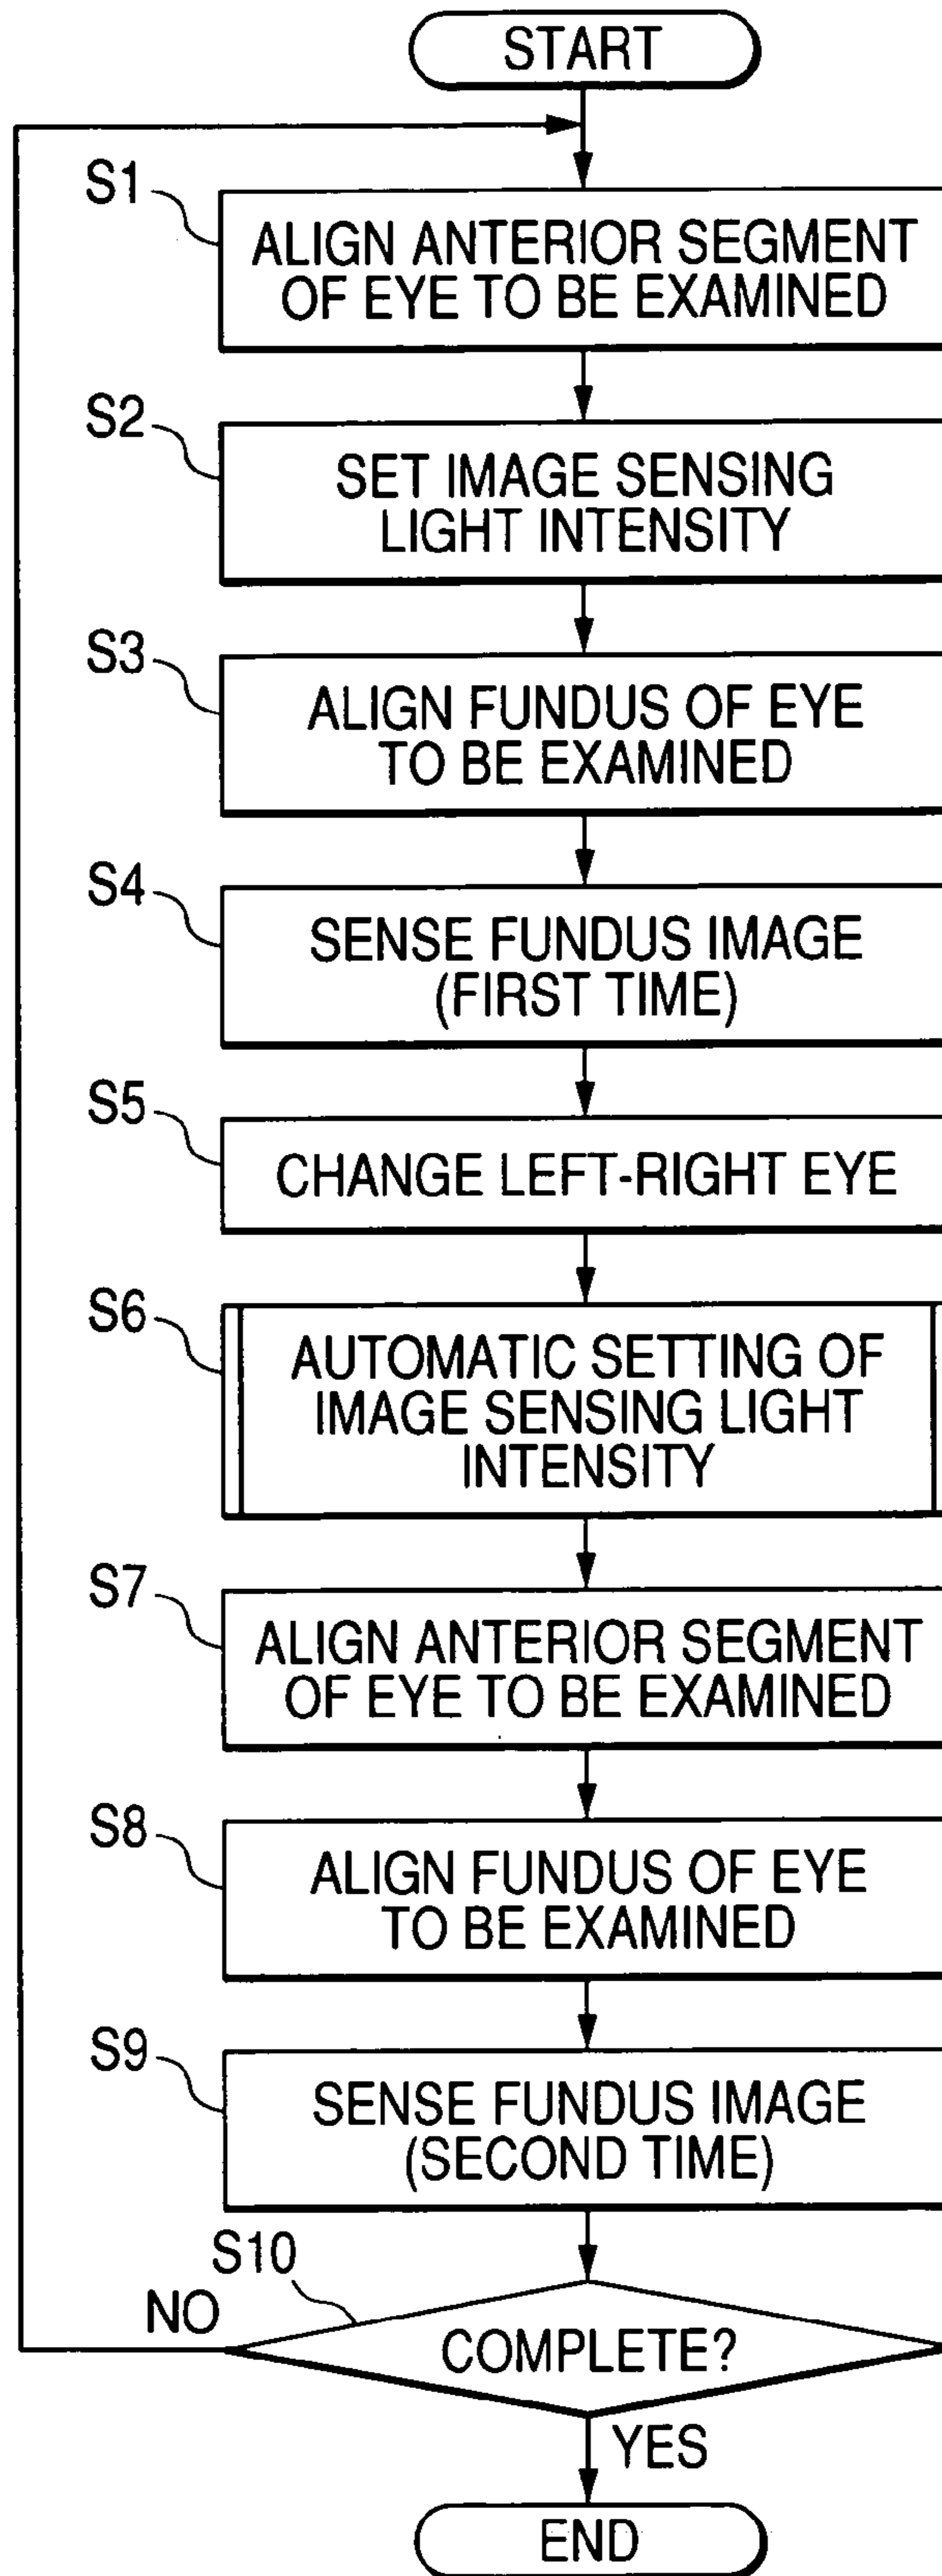 START
S1
ALIGN ANTERIOR SEGMENT
OF EYE TO BE EXAMINED
S2
SET IMAGE SENSING
LIGHT INTENSITY
S3
ALIGN FUNDUS OF EYE
TO BE EXAMINED
S4
SENSE FUNDUS IMAGE
(FIRST TIME)
S5
CHANGE LEFT-RIGHT EYE
S6
AUTOMATIC SETTING OF
IMAGE SENSING LIGHT
INTENSITY
S7
ALIGN ANTERIOR SEGMENT
OF EYE TO BE EXAMINED
S8
ALIGN FUNDUS OF EYE
TO BE EXAMINED
S9
SENSE FUNDUS IMAGE
(SECOND TIME)
S10
NO
COMPLETE?
YES
END